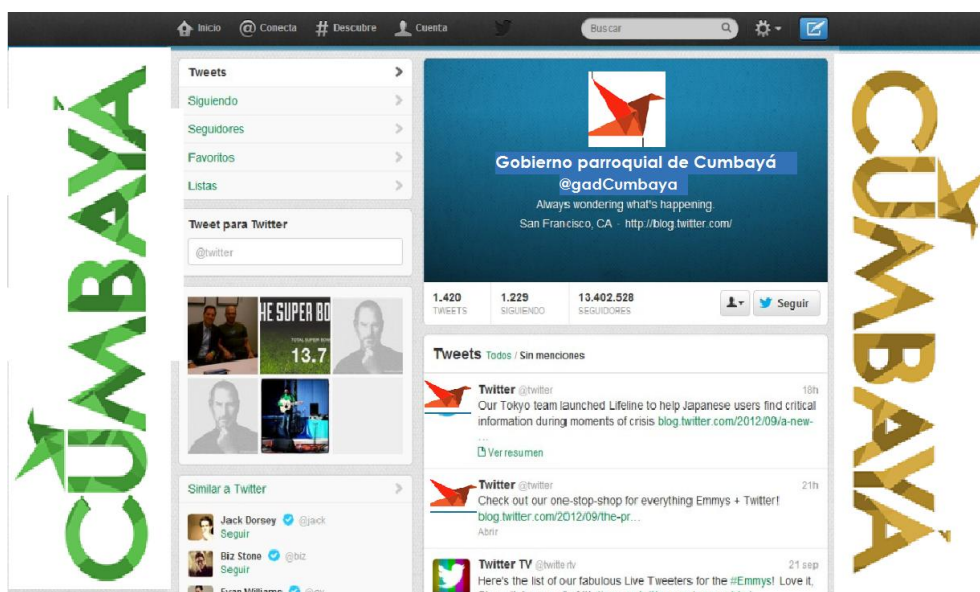 Inicio
Conecta
Descubre
Cuenta
Buscar
CUMBAYÁ
Tweets
Siguiendo
Seguidores
Favoritos
Listas
Tweet para Twitter
@twitter
HE SUPER BO
13.7
Similar a Twitter
Jack Dorsey @jack
Seguir
Biz Stone @biz
Seguir
Evan Williams @ev
Gobierno parroquial de Cumbayá
@gadCumbaya
Always wondering what's happening.
San Francisco, CA · http://blog.twitter.com/
1.420
TWEETS
1.229
SIGUIENDO
13.402.528
SEGUIDORES
Seguir
Tweets Todos / Sin menciones
Twitter @twitter 18h
Our Tokyo team launched Lifeline to help Japanese users find critical
information during moments of crisis blog.twitter.com/2012/09/a-new-
…
Ver resumen
Twitter @twitter 21h
Check out our one-stop-shop for everything Emmys + Twitter!
blog.twitter.com/2012/09/the-pr…
Abrir
Twitter TV @twittertv 21 sep
Here's the list of our fabulous Live Tweeters for the #Emmys! Love it,
CUMBAYÁ